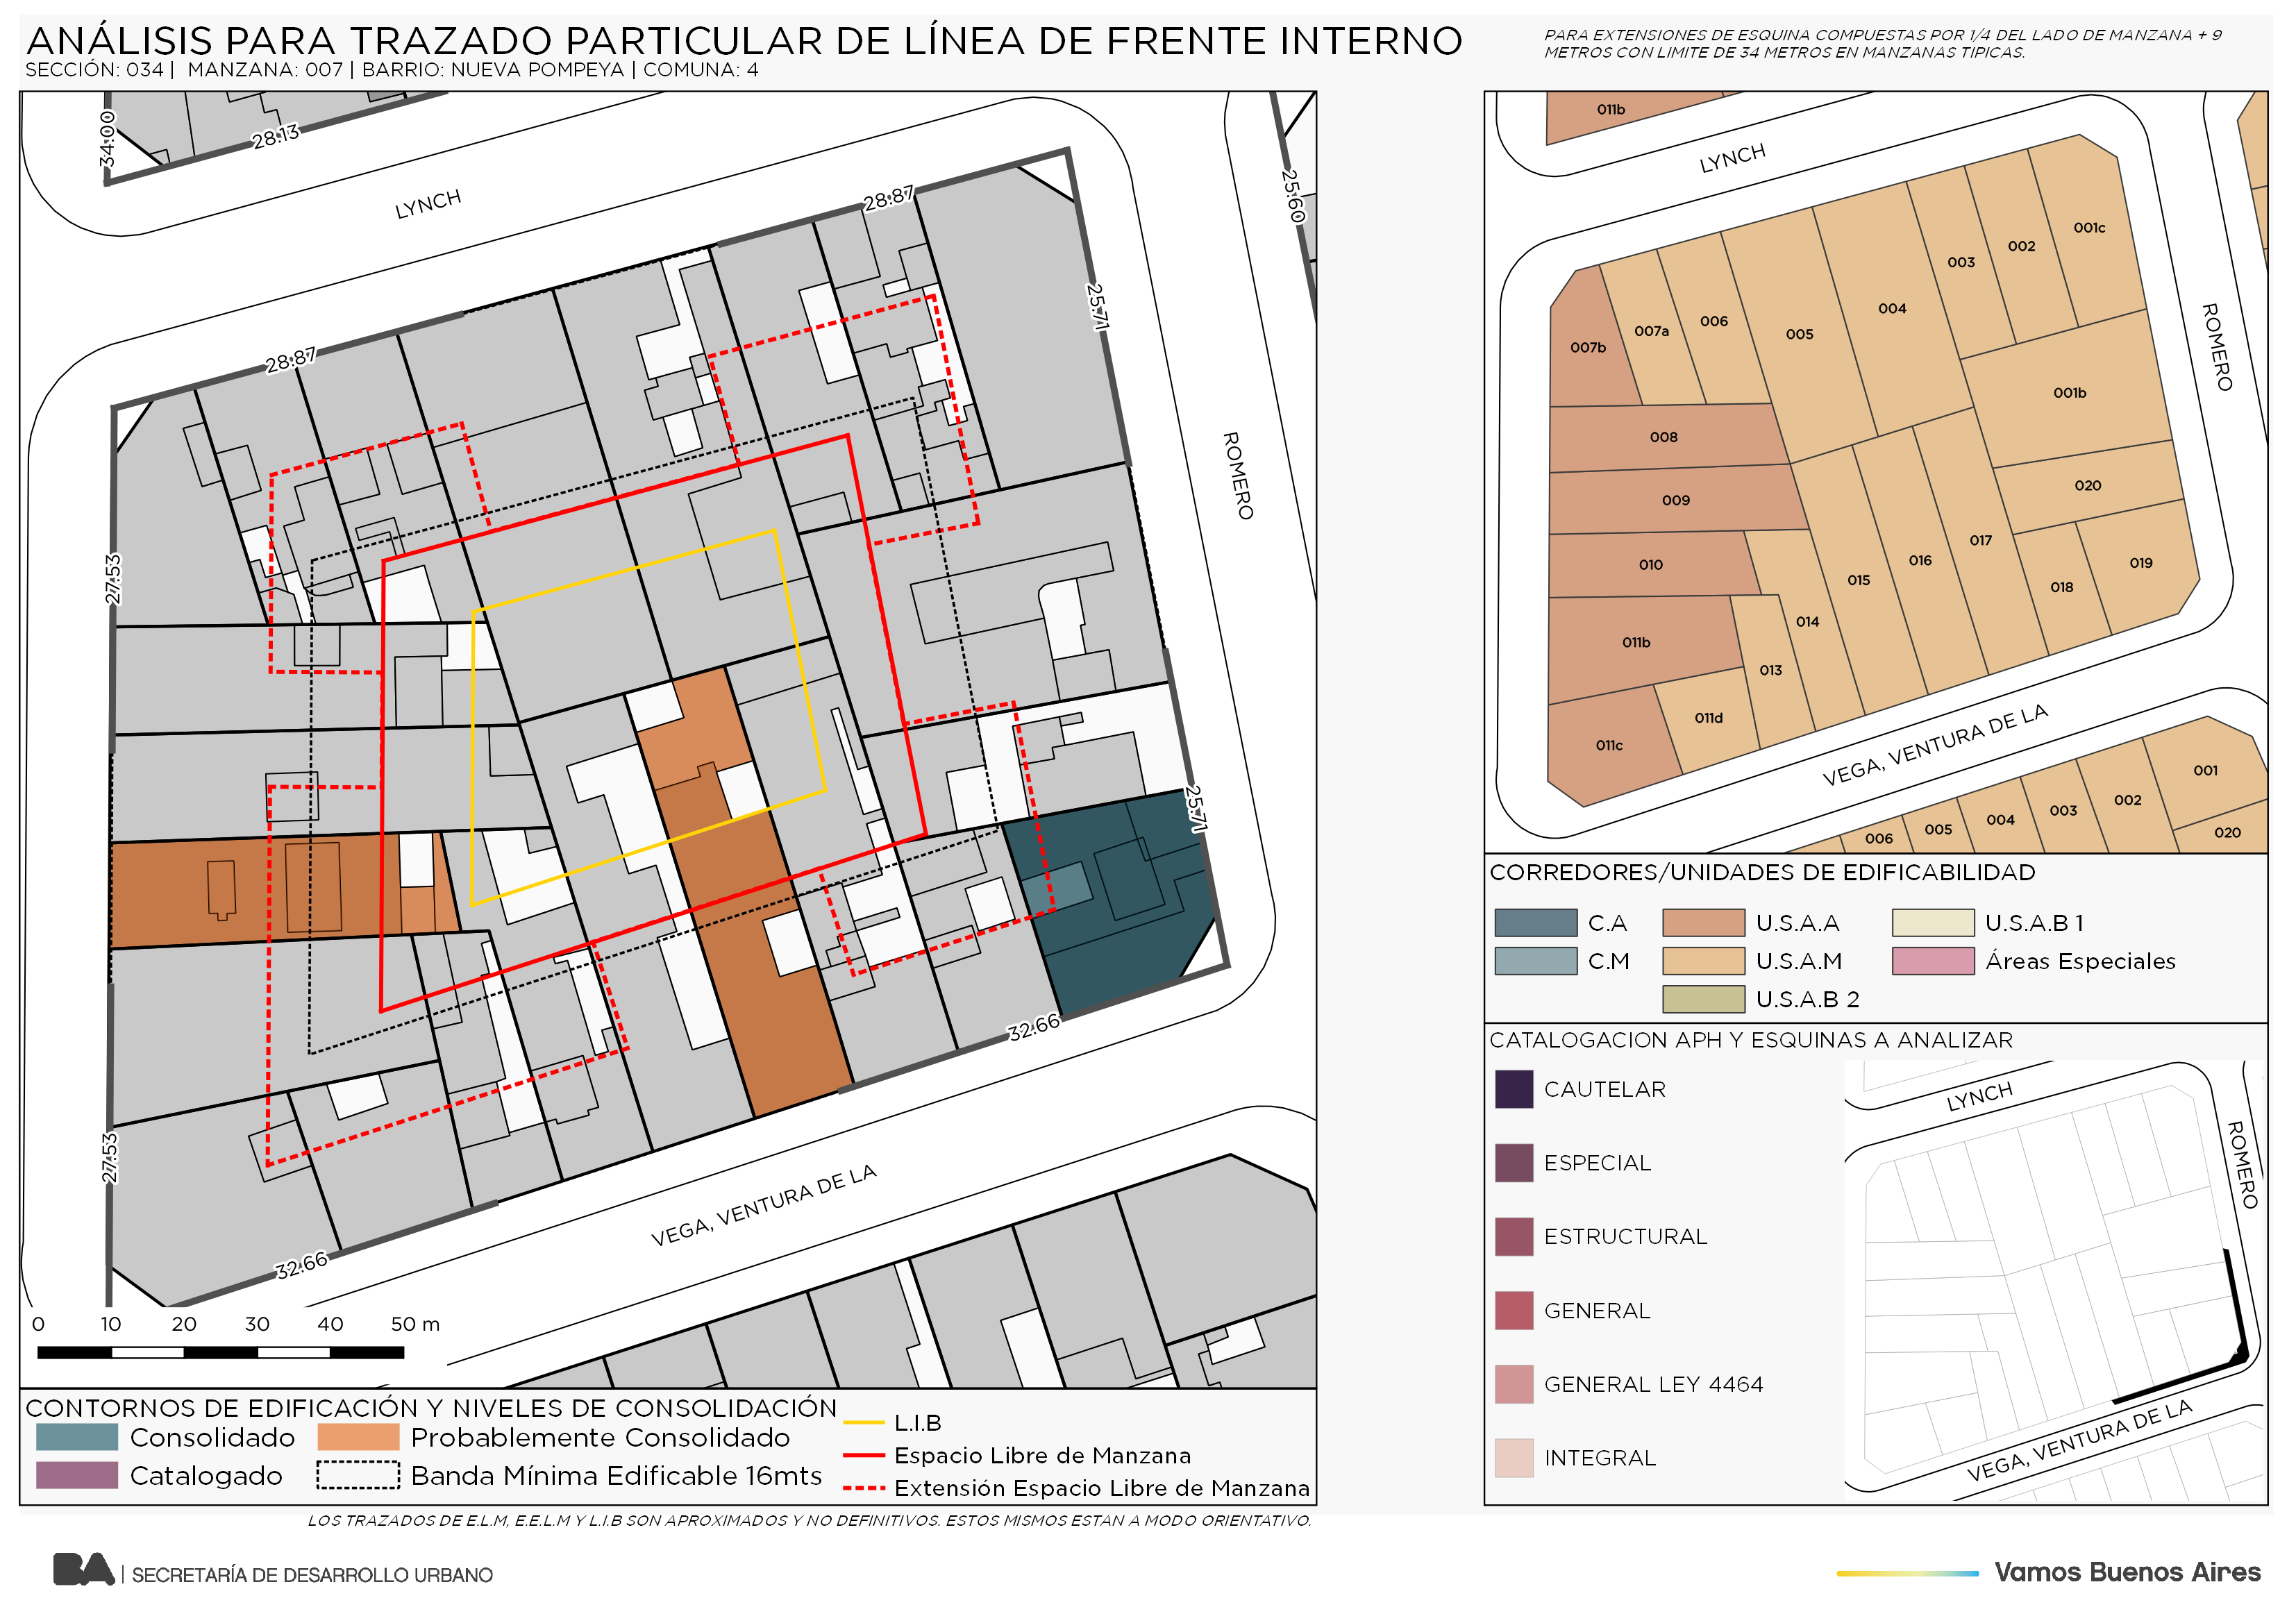 ANÁLISIS PARA TRAZADO PARTICULAR DE LÍNEA DE FRENTE INTERNO
SECCIÓN: 034 | MANZANA: 007 | BARRIO: NUEVA POMPEYA | COMUNA: 4
PARA EXTENSIONES DE ESQUINA COMPUESTAS POR 1/4 DEL LADO DE MANZANA + 9
METROS CON LIMITE DE 34 METROS EN MANZANAS TIPICAS.
34.00
28.13
LYNCH
28.87
25.60
28.87
25.71
ROMERO
27.53
25.71
32.66
27.53
32.66
VEGA, VENTURA DE LA
0 10 20 30 40 50 m
CONTORNOS DE EDIFICACIÓN Y NIVELES DE CONSOLIDACIÓN
Consolidado
Probablemente Consolidado
Catalogado
Banda Mínima Edificable 16mts
L.I.B
Espacio Libre de Manzana
Extensión Espacio Libre de Manzana
LOS TRAZADOS DE E.L.M, E.E.L.M Y L.I.B SON APROXIMADOS Y NO DEFINITIVOS. ESTOS MISMOS ESTAN A MODO ORIENTATIVO.
011b
LYNCH
001c
002
003
004
005
006
007a
007b
ROMERO
001b
008
009
020
010
017
016
015
019
018
014
011b
013
011d
011c
VEGA, VENTURA DE LA
001
002
003
004
005
006
020
CORREDORES/UNIDADES DE EDIFICABILIDAD
C.A
U.S.A.A
U.S.A.B 1
C.M
U.S.A.M
Áreas Especiales
U.S.A.B 2
CATALOGACION APH Y ESQUINAS A ANALIZAR
CAUTELAR
ESPECIAL
ESTRUCTURAL
GENERAL
GENERAL LEY 4464
INTEGRAL
LYNCH
ROMERO
VEGA, VENTURA DE LA
BA | SECRETARÍA DE DESARROLLO URBANO
Vamos Buenos Aires